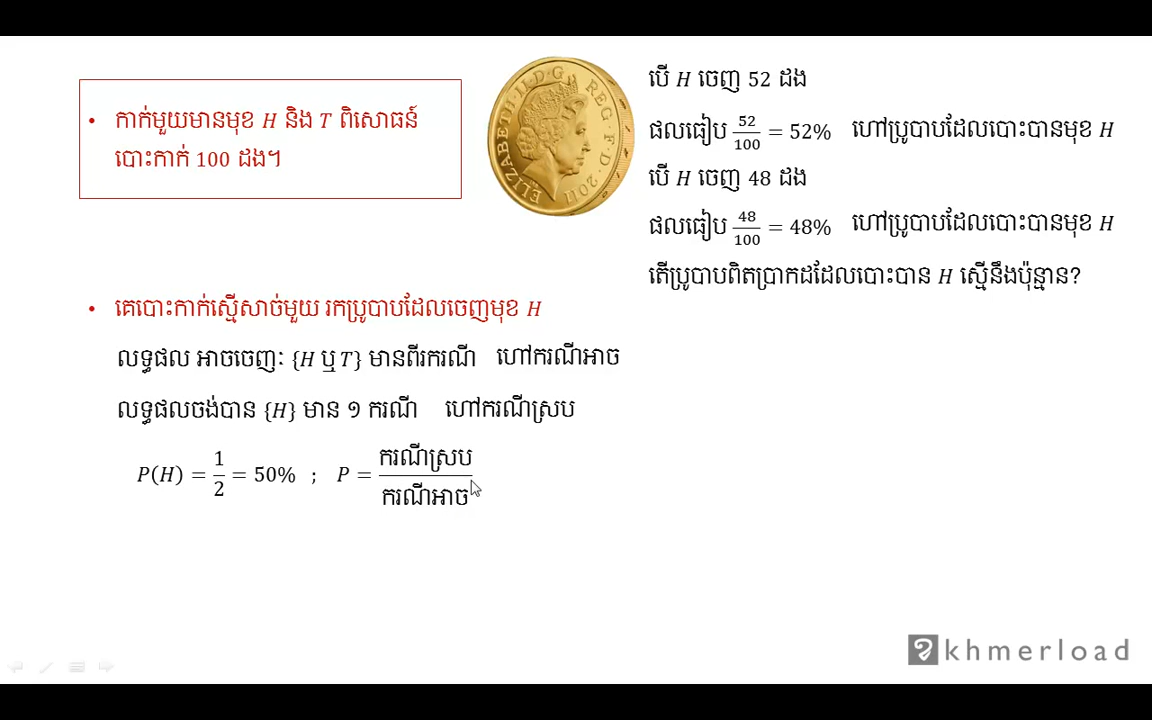 • កាក់មួយមានមុខ H និង T ពិសោធន៍
បោះកាក់ 100 ដង។
ELIZABETH·II·D·G REG·F·D·2011
បើ H ចេញ 52 ដង
ផលធៀប 52/100 = 52% ហៅប្រូបាបដែលបោះបានមុខ H
បើ H ចេញ 48 ដង
ផលធៀប 48/100 = 48% ហៅប្រូបាបដែលបោះបានមុខ H
តើប្រូបាបពិតប្រាកដដែលបោះបាន H ស្មើនឹងប៉ុន្មាន?
• គេបោះកាក់ស្មើសាច់មួយ រកប្រូបាបដែលចេញមុខ H
លទ្ធផល អាចចេញៈ {H ឬ T} មានពីរករណី ហៅករណីអាច
លទ្ធផលចង់បាន {H} មាន ១ ករណី ហៅករណីស្រប
P(H) = 1/2 = 50% ; P = ករណីស្រប/ករណីអាច
khmerload